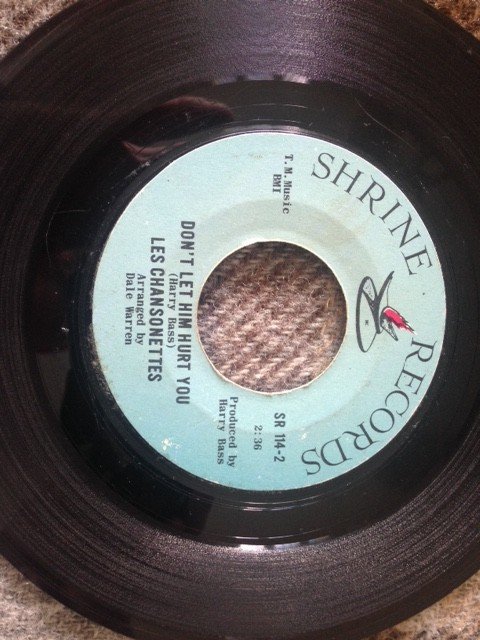 SHRINE RECORDS
T.M.Music
BMI
SR 114-2
2:36
Produced by
Harry Bass
DON'T LET HIM HURT YOU
(Harry Bass)
LES CHANSONETTES
Arranged by
Dale Warren